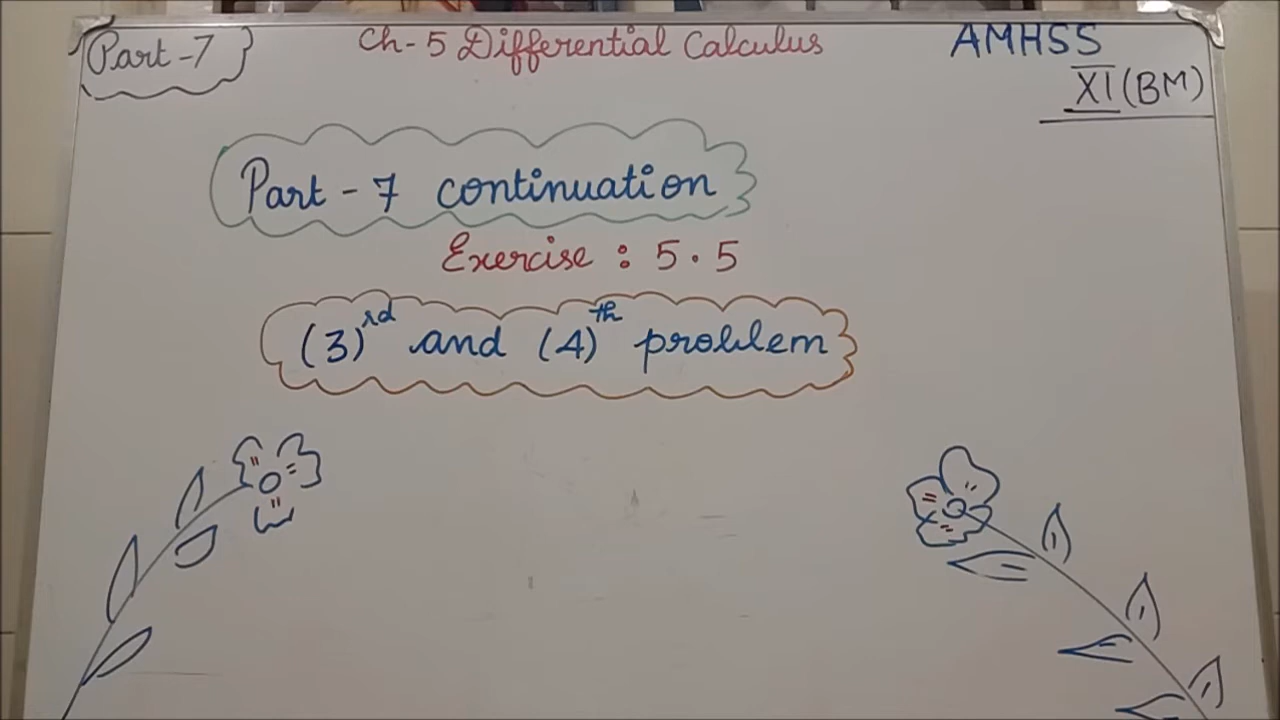 Part-7
Ch-5 Differential Calculus
AMHSS
XI (BM)
Part-7 continuation
Exercise : 5.5
(3)rd and (4)th problem